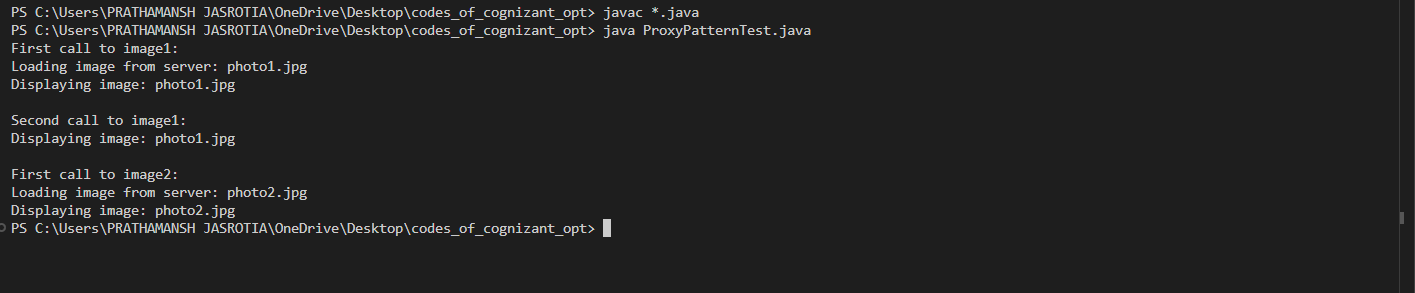 PS C:\Users\PRATHAMANSH JASROTIA\OneDrive\Desktop\codes_of_cognizant_opt> javac *.java
PS C:\Users\PRATHAMANSH JASROTIA\OneDrive\Desktop\codes_of_cognizant_opt> java ProxyPatternTest.java
First call to image1:
Loading image from server: photo1.jpg
Displaying image: photo1.jpg

Second call to image1:
Displaying image: photo1.jpg

First call to image2:
Loading image from server: photo2.jpg
Displaying image: photo2.jpg
PS C:\Users\PRATHAMANSH JASROTIA\OneDrive\Desktop\codes_of_cognizant_opt>